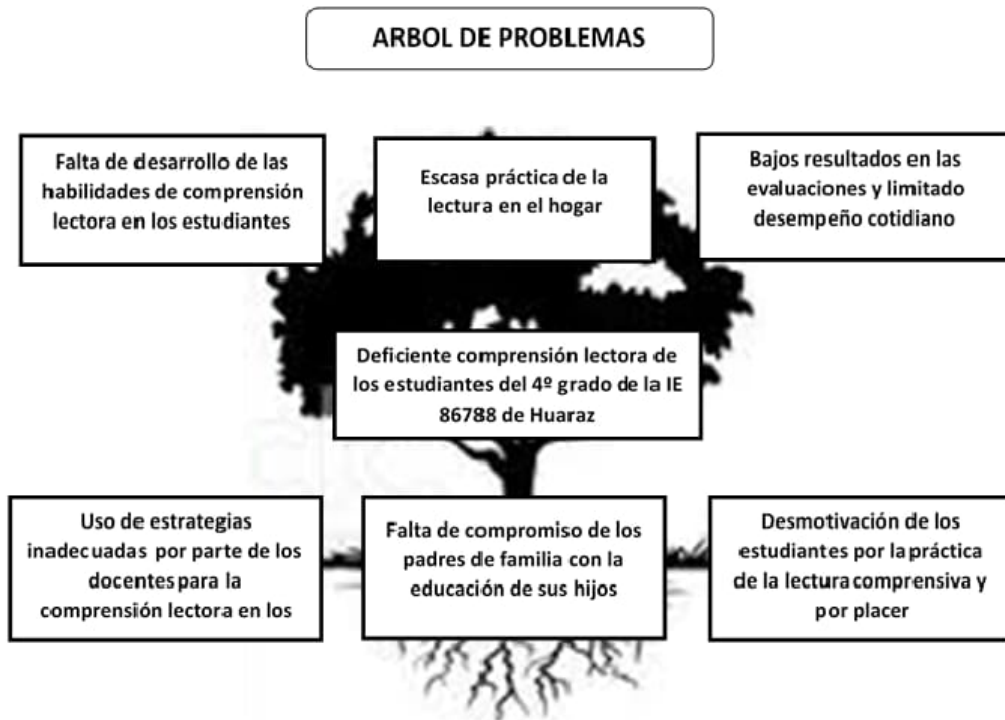 ARBOL DE PROBLEMAS
Falta de desarrollo de las
habilidades de comprensión
lectora en los estudiantes
Escasa práctica de la
lectura en el hogar
Bajos resultados en las
evaluaciones y limitado
desempeño cotidiano
Deficiente comprensión lectora de
los estudiantes del 4º grado de la IE
86788 de Huaraz
Uso de estrategias
inadecuadas por parte de los
docentes para la
comprensión lectora en los
Falta de compromiso de los
padres de familia con la
educación de sus hijos
Desmotivación de los
estudiantes por la práctica
de la lectura comprensiva y
por placer